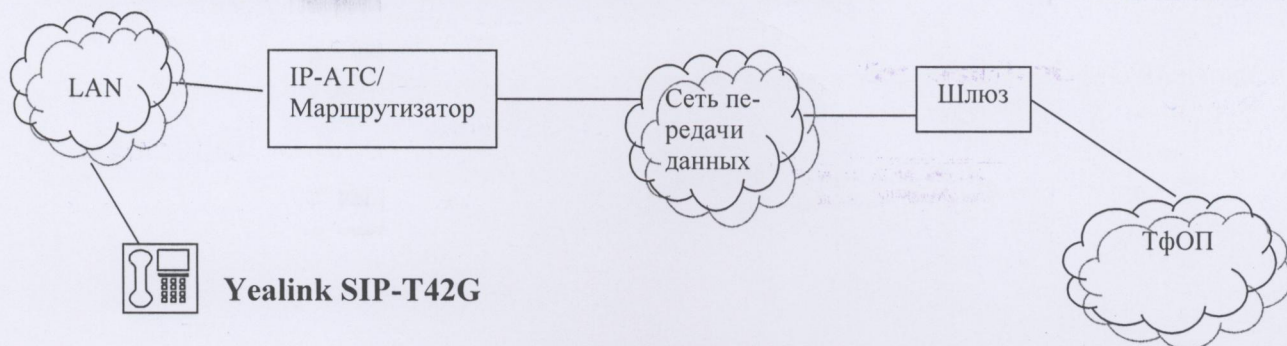 LAN
IP-АТС/
Маршрутизатор
Сеть пе-
редачи
данных
Шлюз
ТфОП
Yealink SIP-T42G